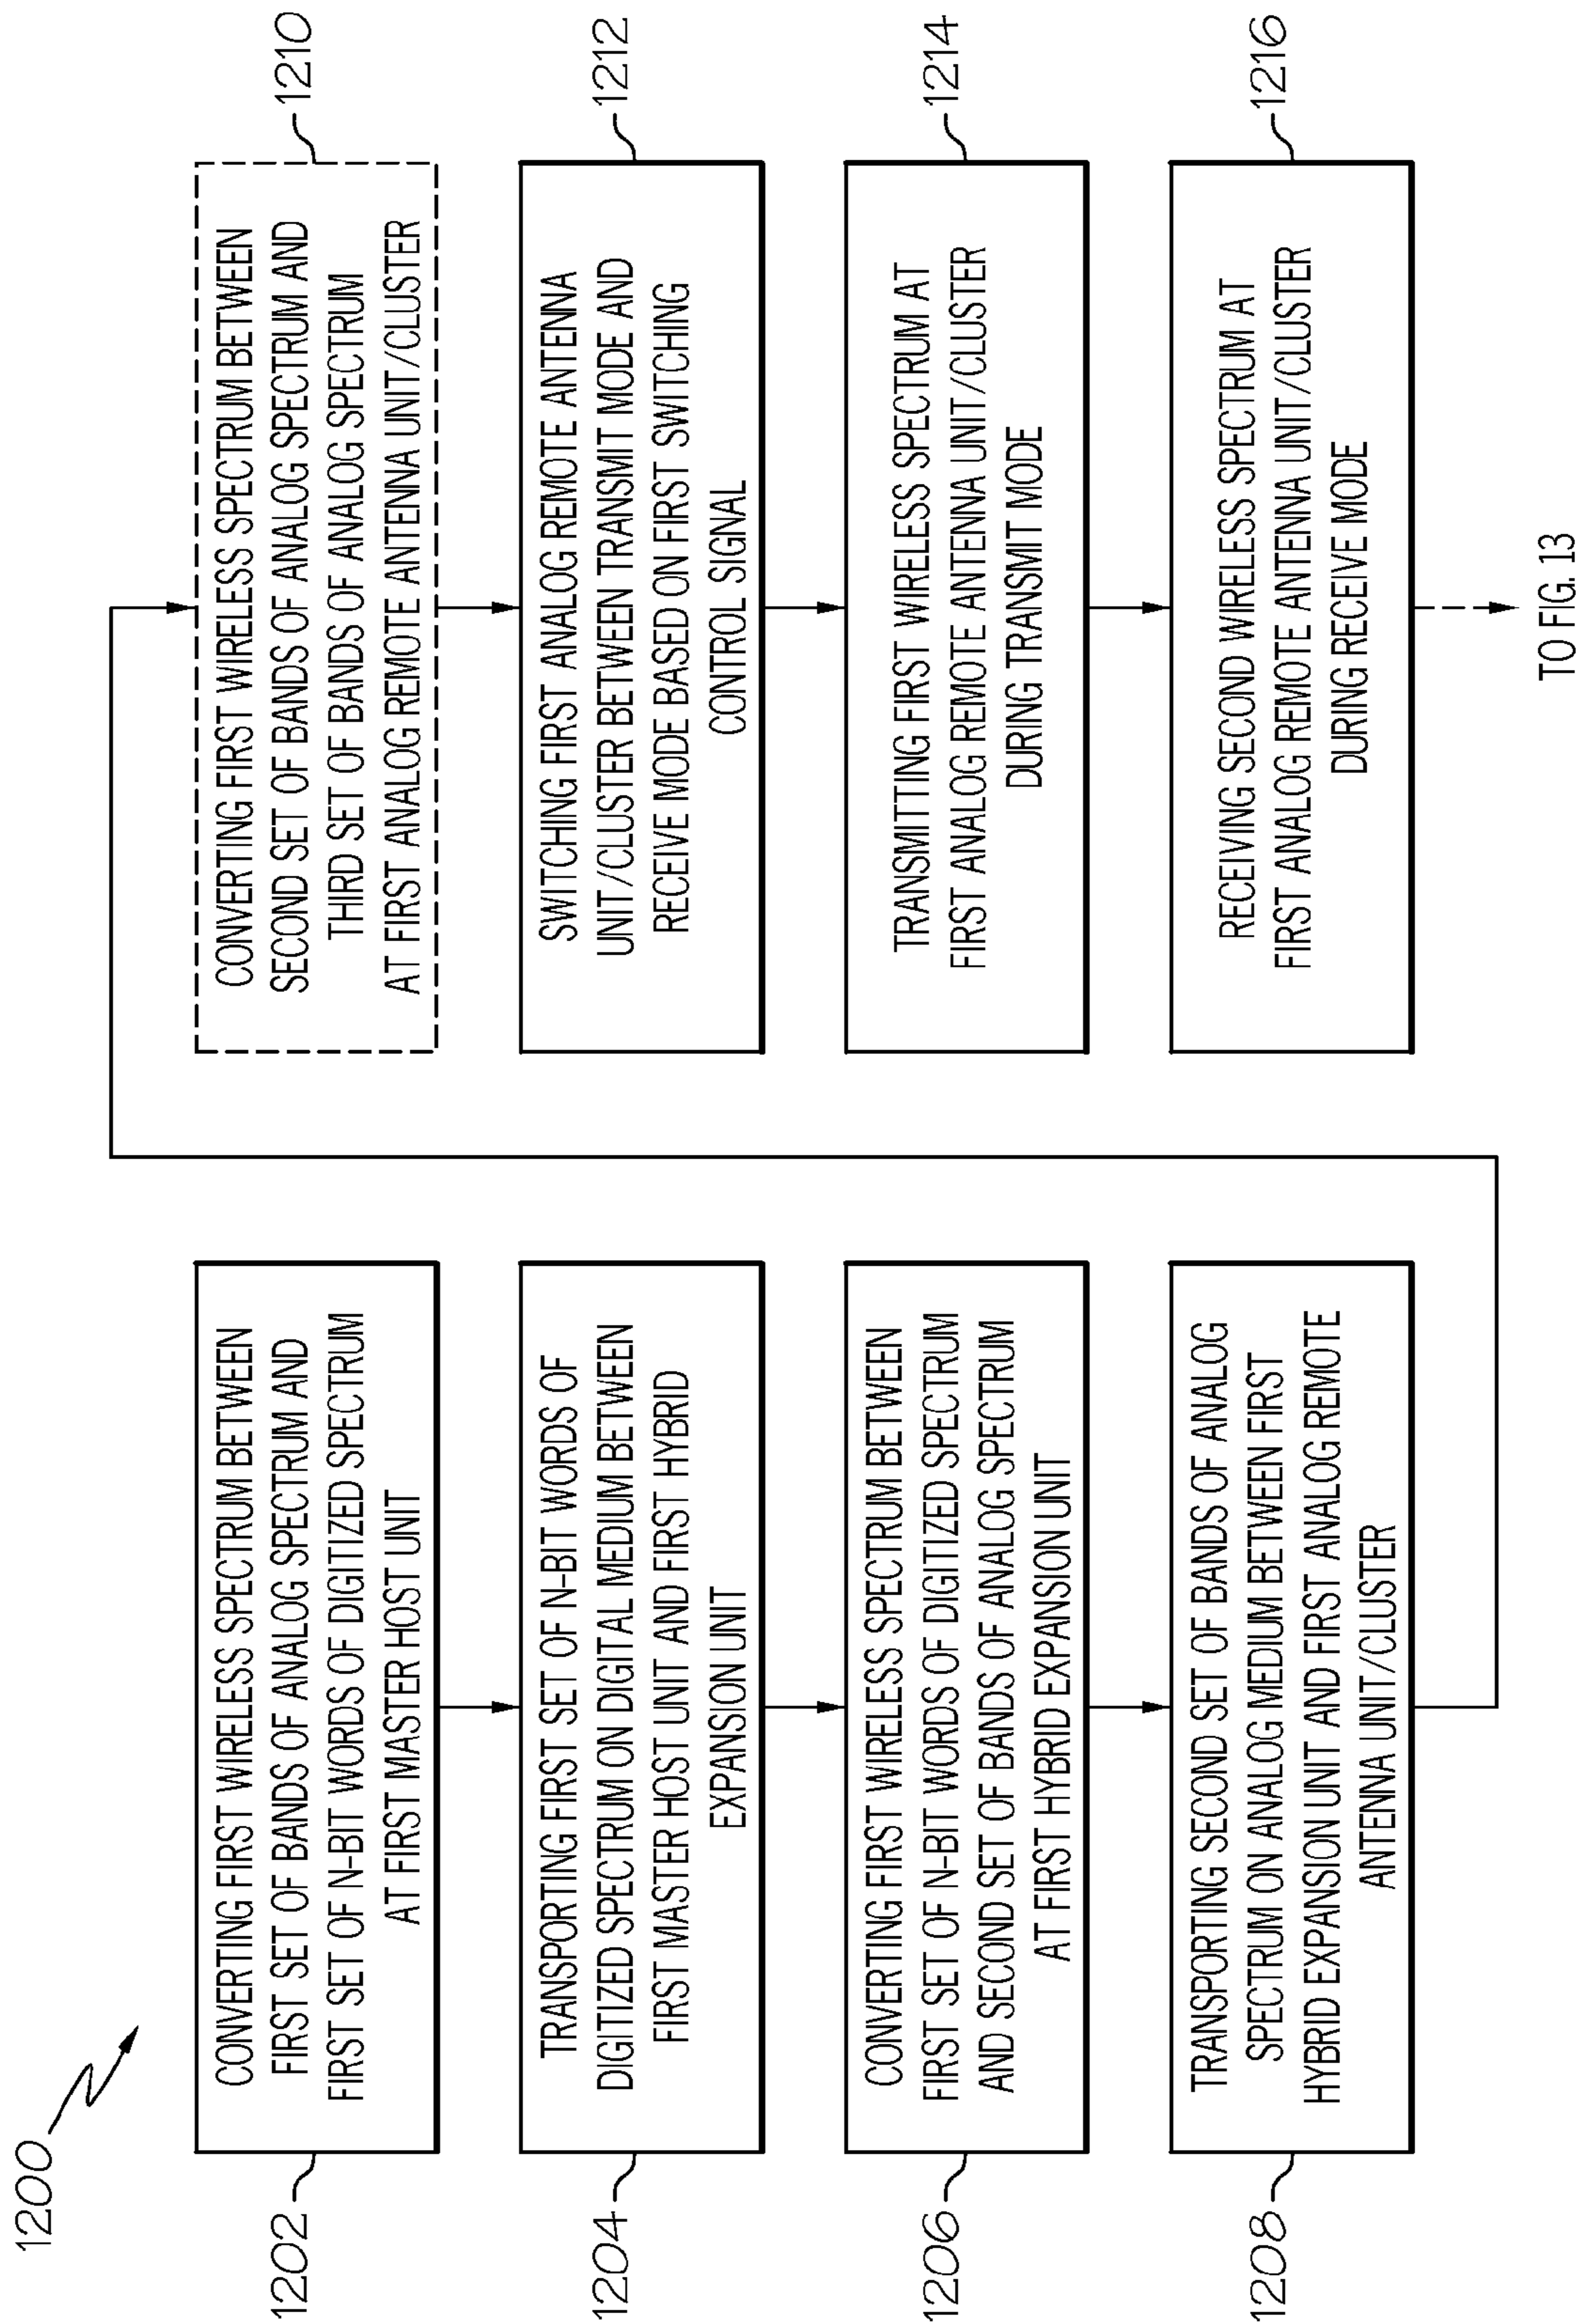 1200
1202
CONVERTING FIRST WIRELESS SPECTRUM BETWEEN
FIRST SET OF BANDS OF ANALOG SPECTRUM AND
FIRST SET OF N-BIT WORDS OF DIGITIZED SPECTRUM
AT FIRST MASTER HOST UNIT
1204
TRANSPORTING FIRST SET OF N-BIT WORDS OF
DIGITIZED SPECTRUM ON DIGITAL MEDIUM BETWEEN
FIRST MASTER HOST UNIT AND FIRST HYBRID
EXPANSION UNIT
1206
CONVERTING FIRST WIRELESS SPECTRUM BETWEEN
FIRST SET OF N-BIT WORDS OF DIGITIZED SPECTRUM
AND SECOND SET OF BANDS OF ANALOG SPECTRUM
AT FIRST HYBRID EXPANSION UNIT
1208
TRANSPORTING SECOND SET OF BANDS OF ANALOG
SPECTRUM ON ANALOG MEDIUM BETWEEN FIRST
HYBRID EXPANSION UNIT AND FIRST ANALOG REMOTE
ANTENNA UNIT/CLUSTER
CONVERTING FIRST WIRELESS SPECTRUM BETWEEN
SECOND SET OF BANDS OF ANALOG SPECTRUM AND
THIRD SET OF BANDS OF ANALOG SPECTRUM
AT FIRST ANALOG REMOTE ANTENNA UNIT/CLUSTER
1210
SWITCHING FIRST ANALOG REMOTE ANTENNA
UNIT/CLUSTER BETWEEN TRANSMIT MODE AND
RECEIVE MODE BASED ON FIRST SWITCHING
CONTROL SIGNAL
1212
TRANSMITTING FIRST WIRELESS SPECTRUM AT
FIRST ANALOG REMOTE ANTENNA UNIT/CLUSTER
DURING TRANSMIT MODE
1214
RECEIVING SECOND WIRELESS SPECTRUM AT
FIRST ANALOG REMOTE ANTENNA UNIT/CLUSTER
DURING RECEIVE MODE
1216
TO FIG. 13